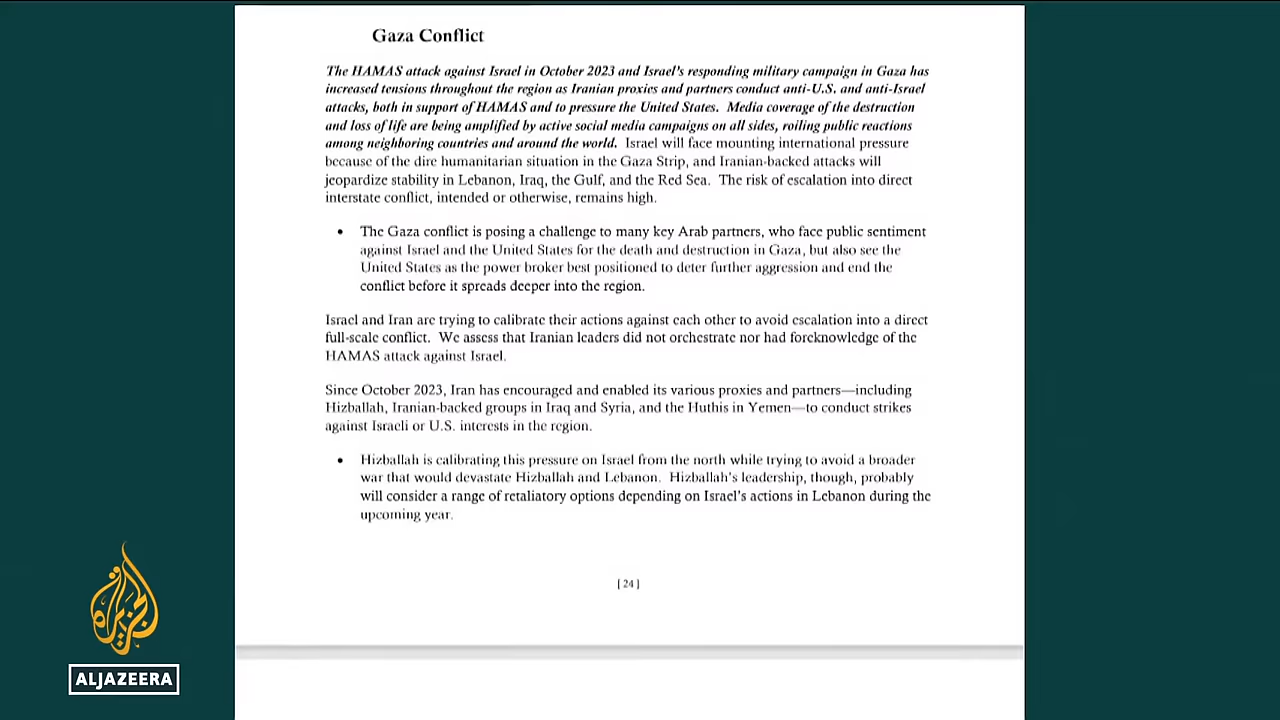 Gaza Conflict
The HAMAS attack against Israel in October 2023 and Israel's responding military campaign in Gaza has
increased tensions throughout the region as Iranian proxies and partners conduct anti-U.S. and anti-Israel
attacks, both in support of HAMAS and to pressure the United States.  Media coverage of the destruction
and loss of life are being amplified by active social media campaigns on all sides, roiling public reactions
among neighboring countries and around the world.  Israel will face mounting international pressure
because of the dire humanitarian situation in the Gaza Strip, and Iranian-backed attacks will
jeopardize stability in Lebanon, Iraq, the Gulf, and the Red Sea.  The risk of escalation into direct
interstate conflict, intended or otherwise, remains high.
• The Gaza conflict is posing a challenge to many key Arab partners, who face public sentiment
against Israel and the United States for the death and destruction in Gaza, but also see the
United States as the power broker best positioned to deter further aggression and end the
conflict before it spreads deeper into the region.
Israel and Iran are trying to calibrate their actions against each other to avoid escalation into a direct
full-scale conflict.  We assess that Iranian leaders did not orchestrate nor had foreknowledge of the
HAMAS attack against Israel.
Since October 2023, Iran has encouraged and enabled its various proxies and partners—including
Hizballah, Iranian-backed groups in Iraq and Syria, and the Huthis in Yemen—to conduct strikes
against Israeli or U.S. interests in the region.
• Hizballah is calibrating this pressure on Israel from the north while trying to avoid a broader
war that would devastate Hizballah and Lebanon.  Hizballah's leadership, though, probably
will consider a range of retaliatory options depending on Israel's actions in Lebanon during the
upcoming year.
[ 24 ]
الجزيرة
ALJAZEERA